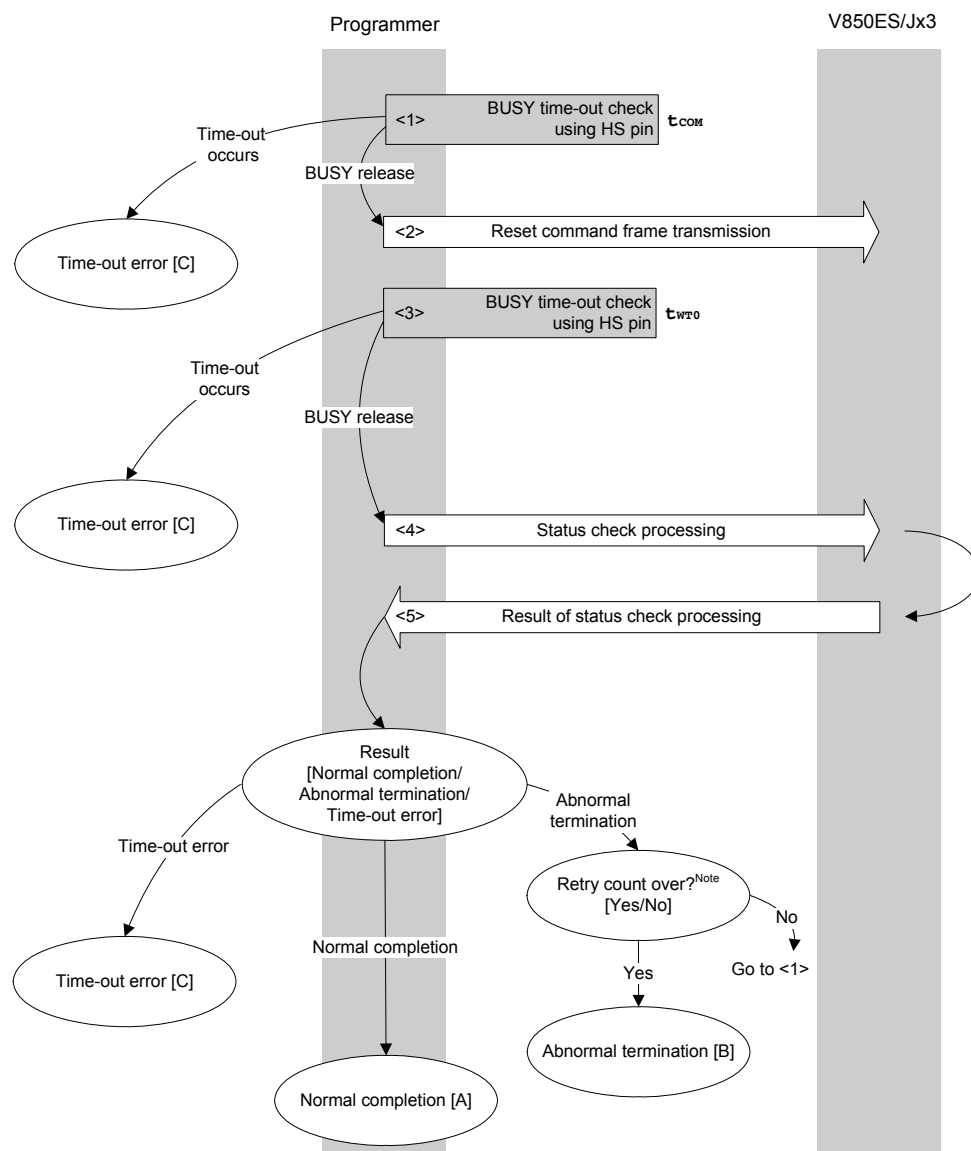 Programmer
V850ES/Jx3
<1>
BUSY time-out check
using HS pin
tCOM
Time-out
occurs
BUSY release
<2>
Reset command frame transmission
Time-out error [C]
<3>
BUSY time-out check
using HS pin
tWT0
Time-out
occurs
BUSY release
Time-out error [C]
<4>
Status check processing
<5>
Result of status check processing
Result
[Normal completion/
Abnormal termination/
Time-out error]
Abnormal
termination
Time-out error
Retry count over?Note
[Yes/No]
No
Go to <1>
Normal completion
Yes
Time-out error [C]
Abnormal termination [B]
Normal completion [A]